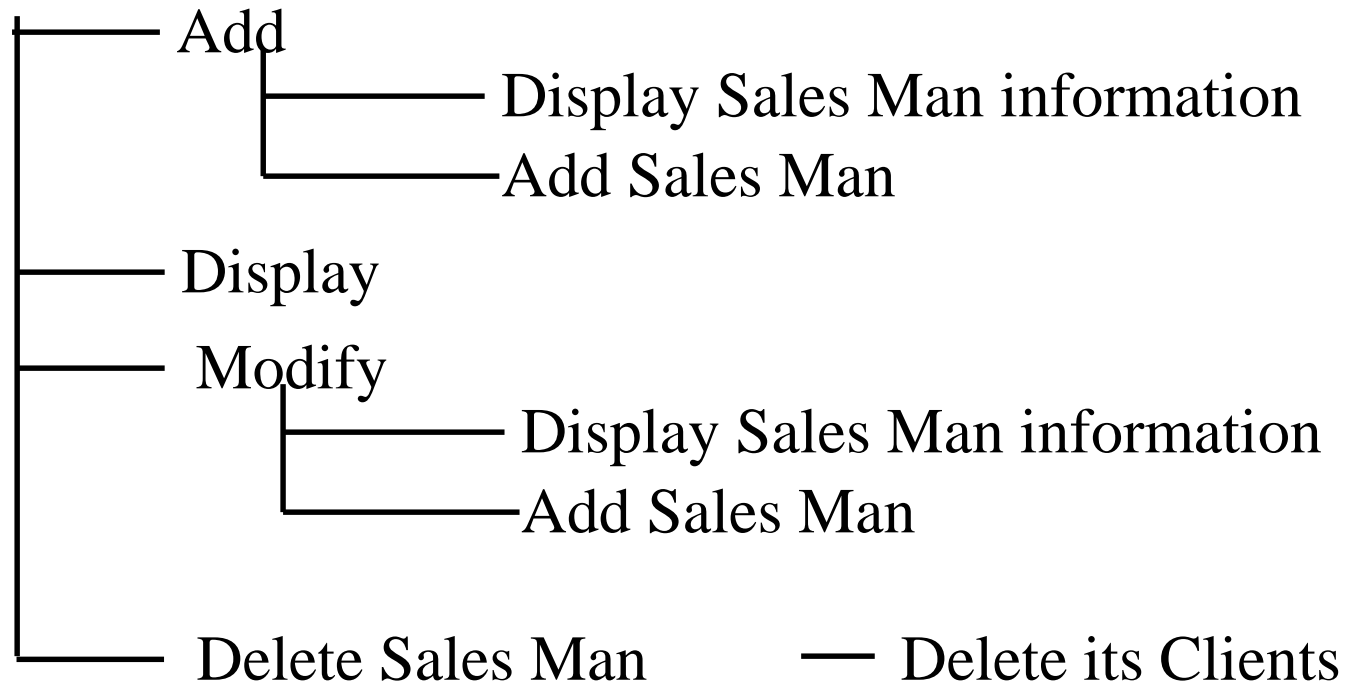 Add
Display Sales Man information
Add Sales Man
Display
Modify
Display Sales Man information
Add Sales Man
Delete Sales Man — Delete its Clients